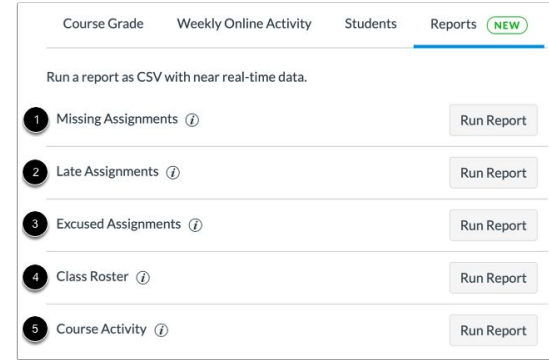 Course Grade Weekly Online Activity Students Reports NEW
Run a report as CSV with near real-time data.
1 Missing Assignments i Run Report
2 Late Assignments i Run Report
3 Excused Assignments i Run Report
4 Class Roster i Run Report
5 Course Activity i Run Report